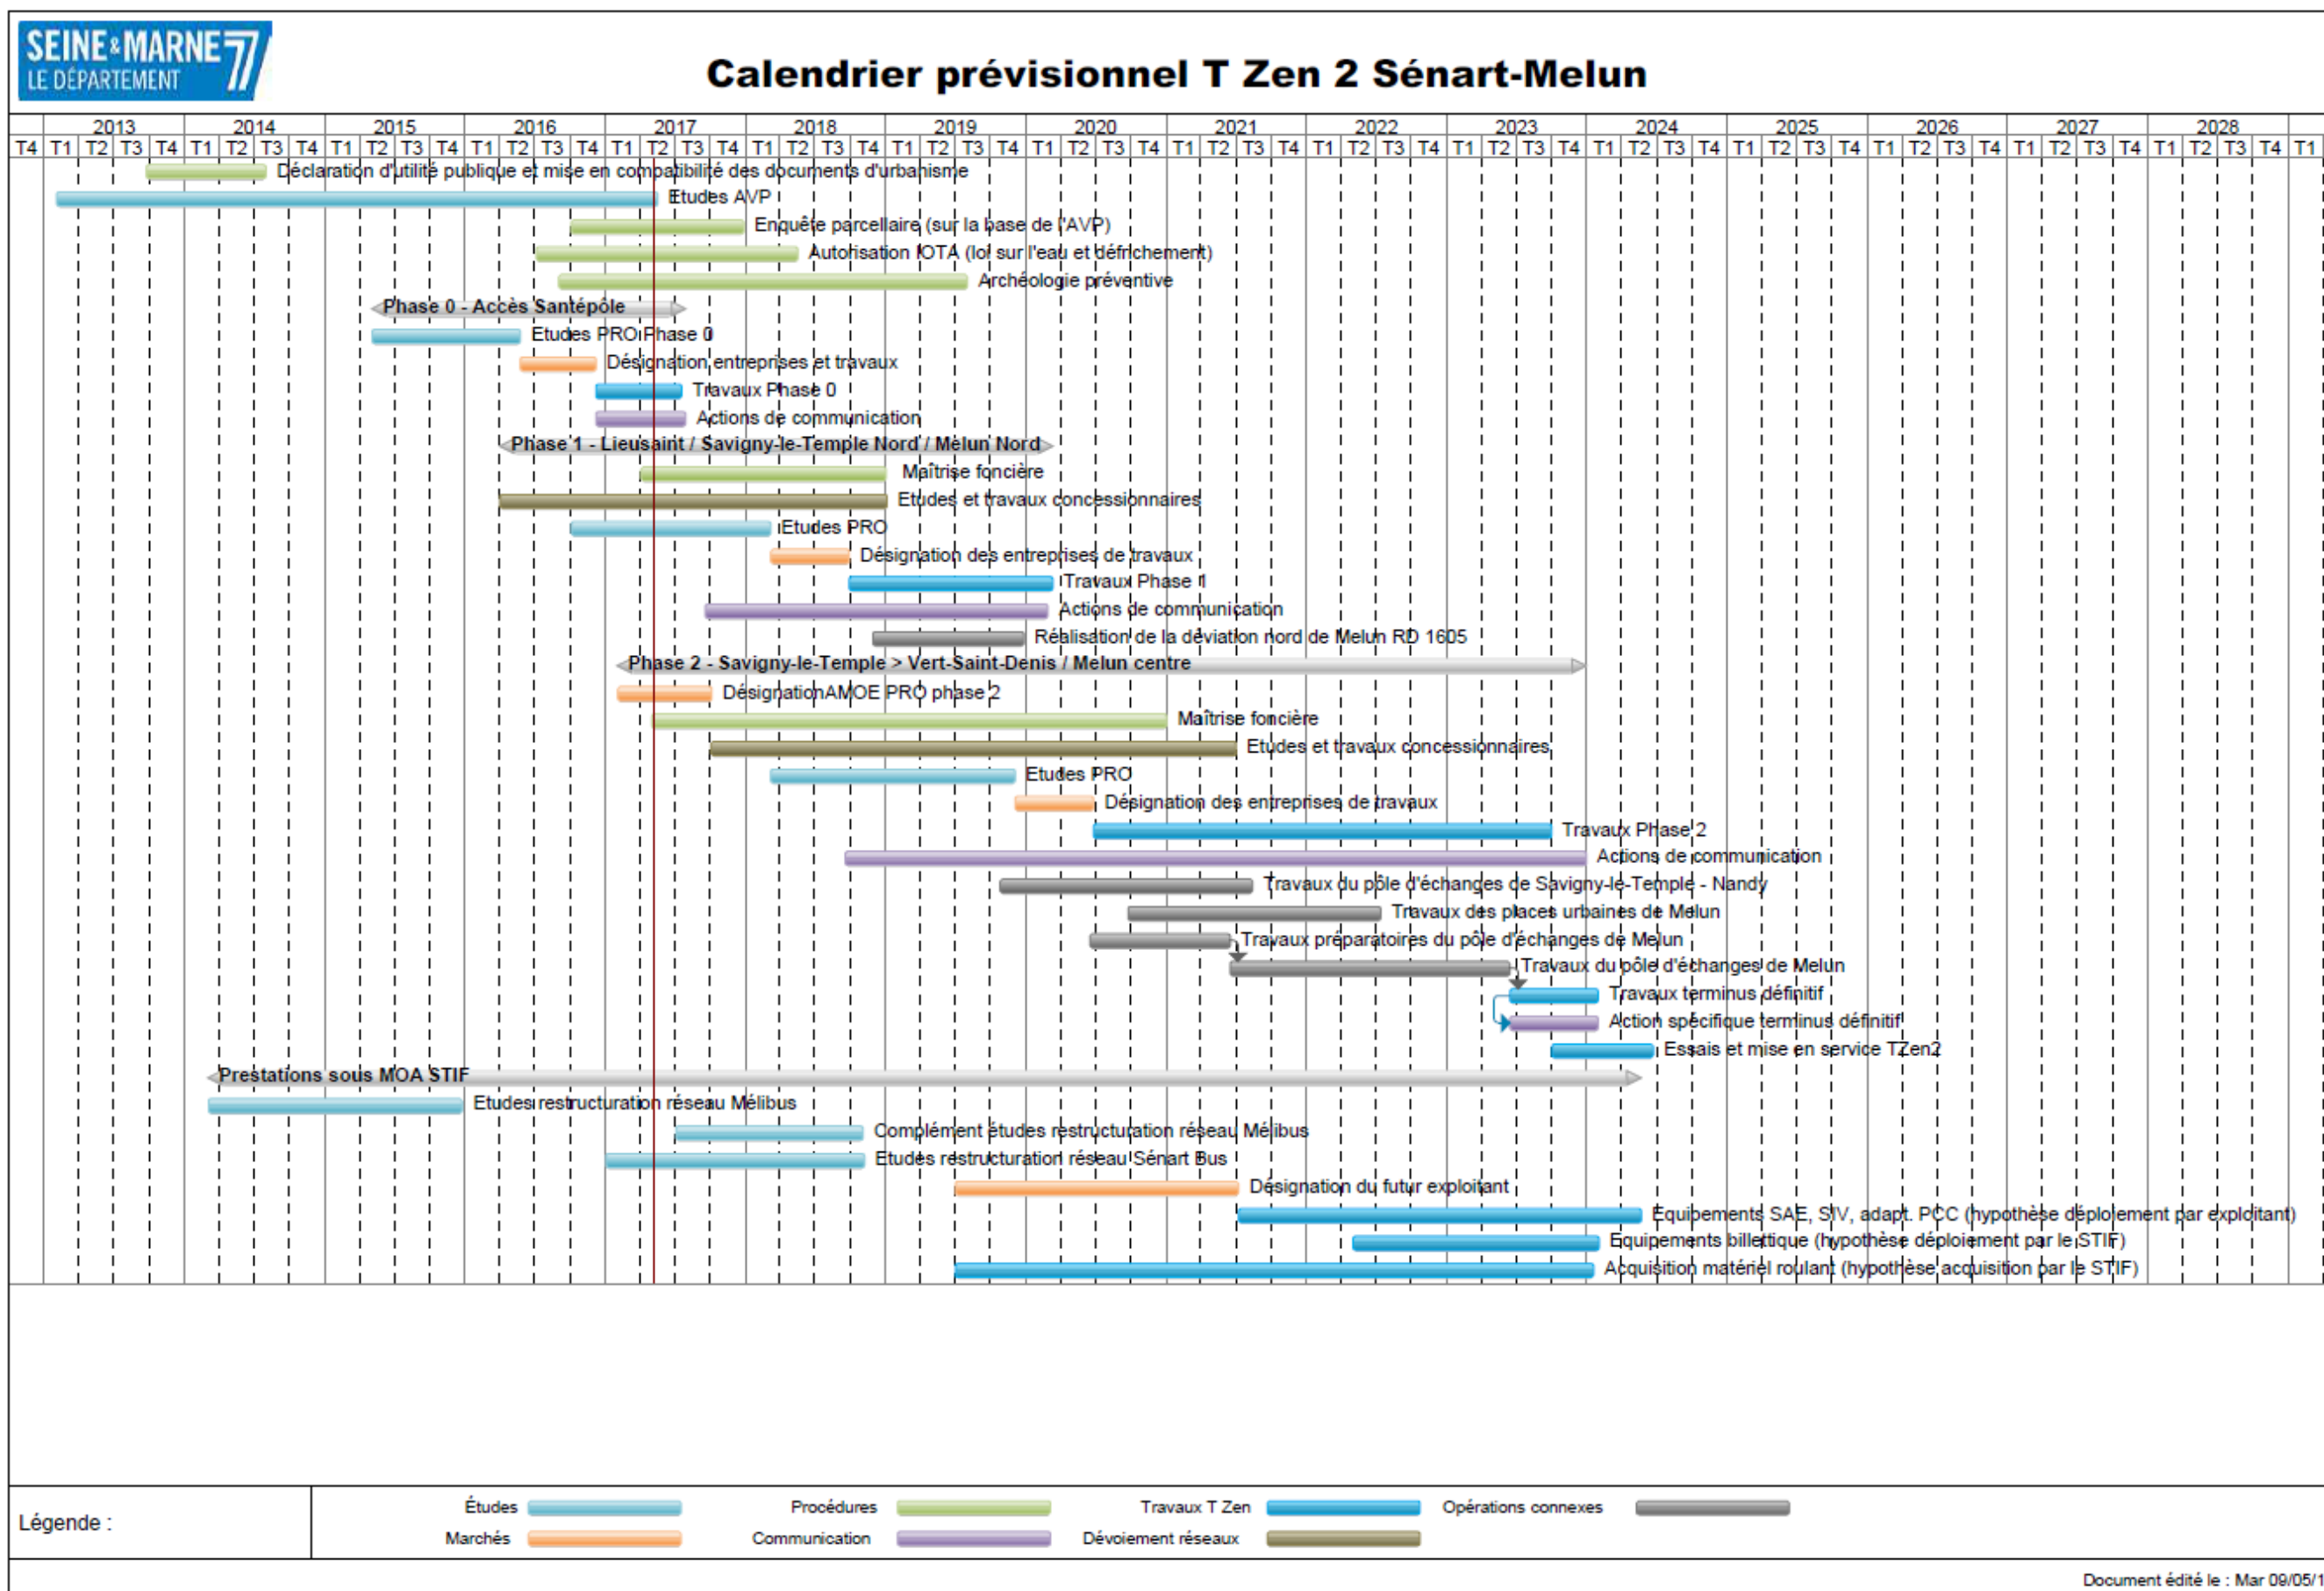 SEINE&MARNE 77
LE DÉPARTEMENT
Calendrier prévisionnel T Zen 2 Sénart-Melun
2013 2014 2015 2016 2017 2018 2019 2020 2021 2022 2023 2024 2025 2026 2027 2028
T4 T1 T2 T3 T4 T1 T2 T3 T4 T1 T2 T3 T4 T1 T2 T3 T4 T1 T2 T3 T4 T1 T2 T3 T4 T1 T2 T3 T4 T1 T2 T3 T4 T1 T2 T3 T4 T1 T2 T3 T4 T1 T2 T3 T4 T1 T2 T3 T4 T1 T2 T3 T4 T1 T2 T3 T4 T1 T2 T3 T4 T1 T2 T3 T4 T1
Déclaration d'utilité publique et mise en compatibilité des documents d'urbanisme
Etudes AVP
Enquête parcellaire (sur la base de l'AVP)
Autorisation IOTA (loi sur l'eau et défrichement)
Archéologie préventive
Phase 0 - Accès Santépôle
Etudes PRO Phase 0
Désignation entreprises et travaux
Travaux Phase 0
Actions de communication
Phase 1 - Lieusaint / Savigny-le-Temple Nord / Melun Nord
Maîtrise foncière
Etudes et travaux concessionnaires
Etudes PRO
Désignation des entreprises de travaux
Travaux Phase 1
Actions de communication
Réalisation de la déviation nord de Melun RD 1605
Phase 2 - Savigny-le-Temple > Vert-Saint-Denis / Melun centre
DésignationAMOE PRO phase 2
Maîtrise foncière
Etudes et travaux concessionnaires
Etudes PRO
Désignation des entreprises de travaux
Travaux Phase 2
Actions de communication
Travaux du pôle d'échanges de Savigny-le-Temple - Nandy
Travaux des places urbaines de Melun
Travaux préparatoires du pôle d'échanges de Melun
Travaux du pôle d'échanges de Melun
Travaux terminus définitif
Action spécifique terminus définitif
Essais et mise en service TZen2
Prestations sous MOA STIF
Etudes restructuration réseau Mélibus
Complément études restructuration réseau Mélibus
Etudes restructuration réseau Sénart Bus
Désignation du futur exploitant
Equipements SAE, SIV, adapt. PCC (hypothèse déploiement par exploitant)
Equipements billettique (hypothèse déploiement par le STIF)
Acquisition matériel roulant (hypothèse acquisition par le STIF)
Légende :
Études Procédures Travaux T Zen Opérations connexes
Marchés Communication Dévoiement réseaux
Document édité le : Mar 09/05/1